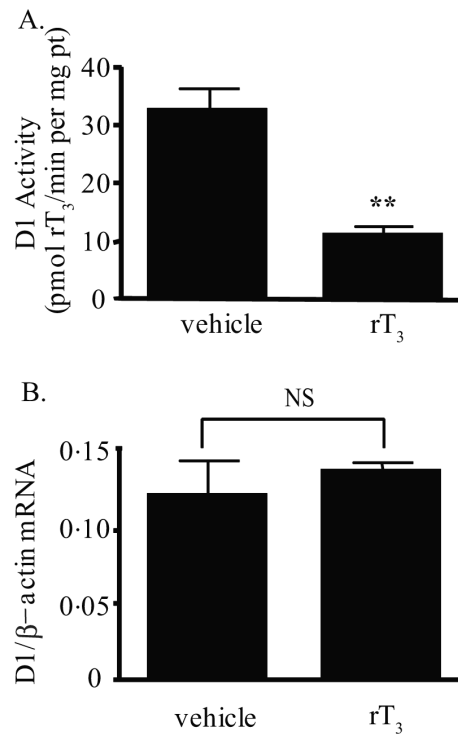 A.
D1 Activity
(pmol rT₃/min per mg pt)
40
30
20
10
0
**
vehicle
rT₃
B.
NS
D1/β−actin mRNA
0·15
0·10
0·05
0
vehicle
rT₃